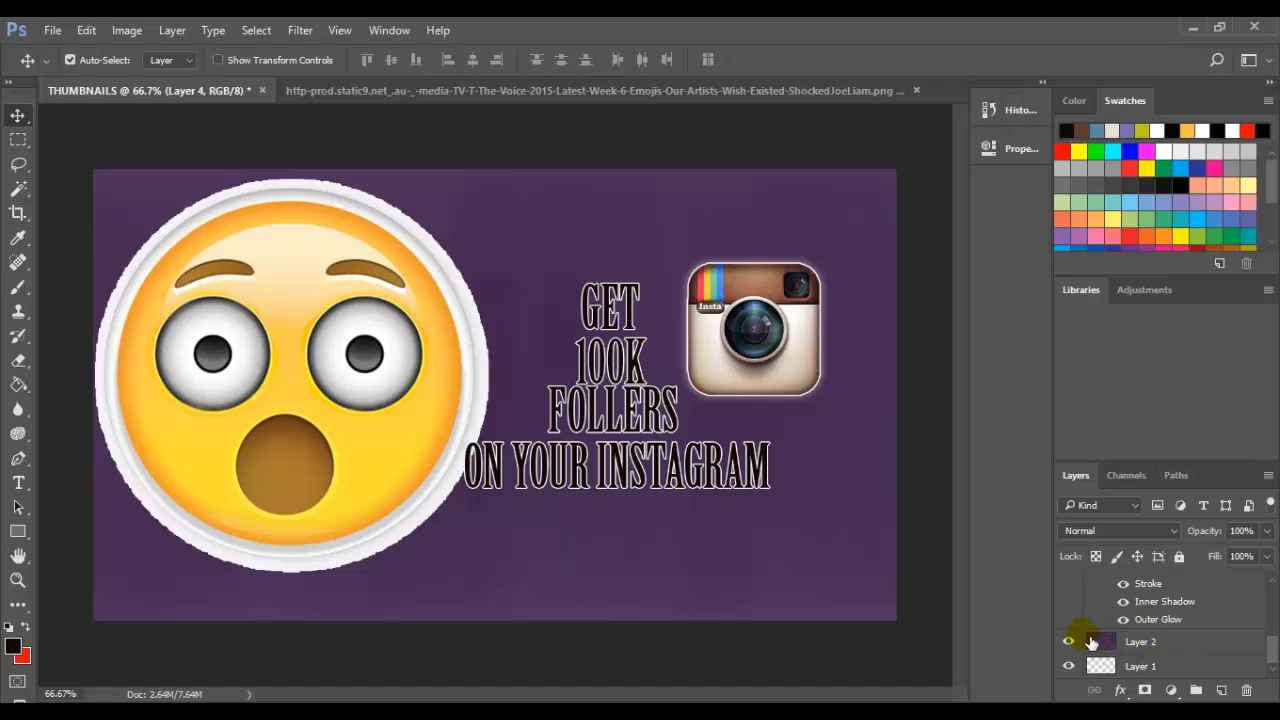 Ps File Edit Image Layer Type Select Filter View Window Help
Auto-Select: Layer Show Transform Controls
THUMBNAILS @ 66.7% (Layer 4, RGB/8) * × http-prod.static9.net_.au-_-media-TV-T-The-Voice-2015-Latest-Week-6-Emojis-Our-Artists-Wish-Existed-ShockedJoeLiam.png ... ×
Histo...
Color Swatches
Prope...
Insta
GET
100K
FOLLERS
ON YOUR INSTAGRAM
Libraries Adjustments
Layers Channels Paths
Kind
Normal Opacity: 100%
Lock: Fill: 100%
Stroke
Inner Shadow
Outer Glow
Layer 2
Layer 1
66.67% Doc: 2.64M/7.64M